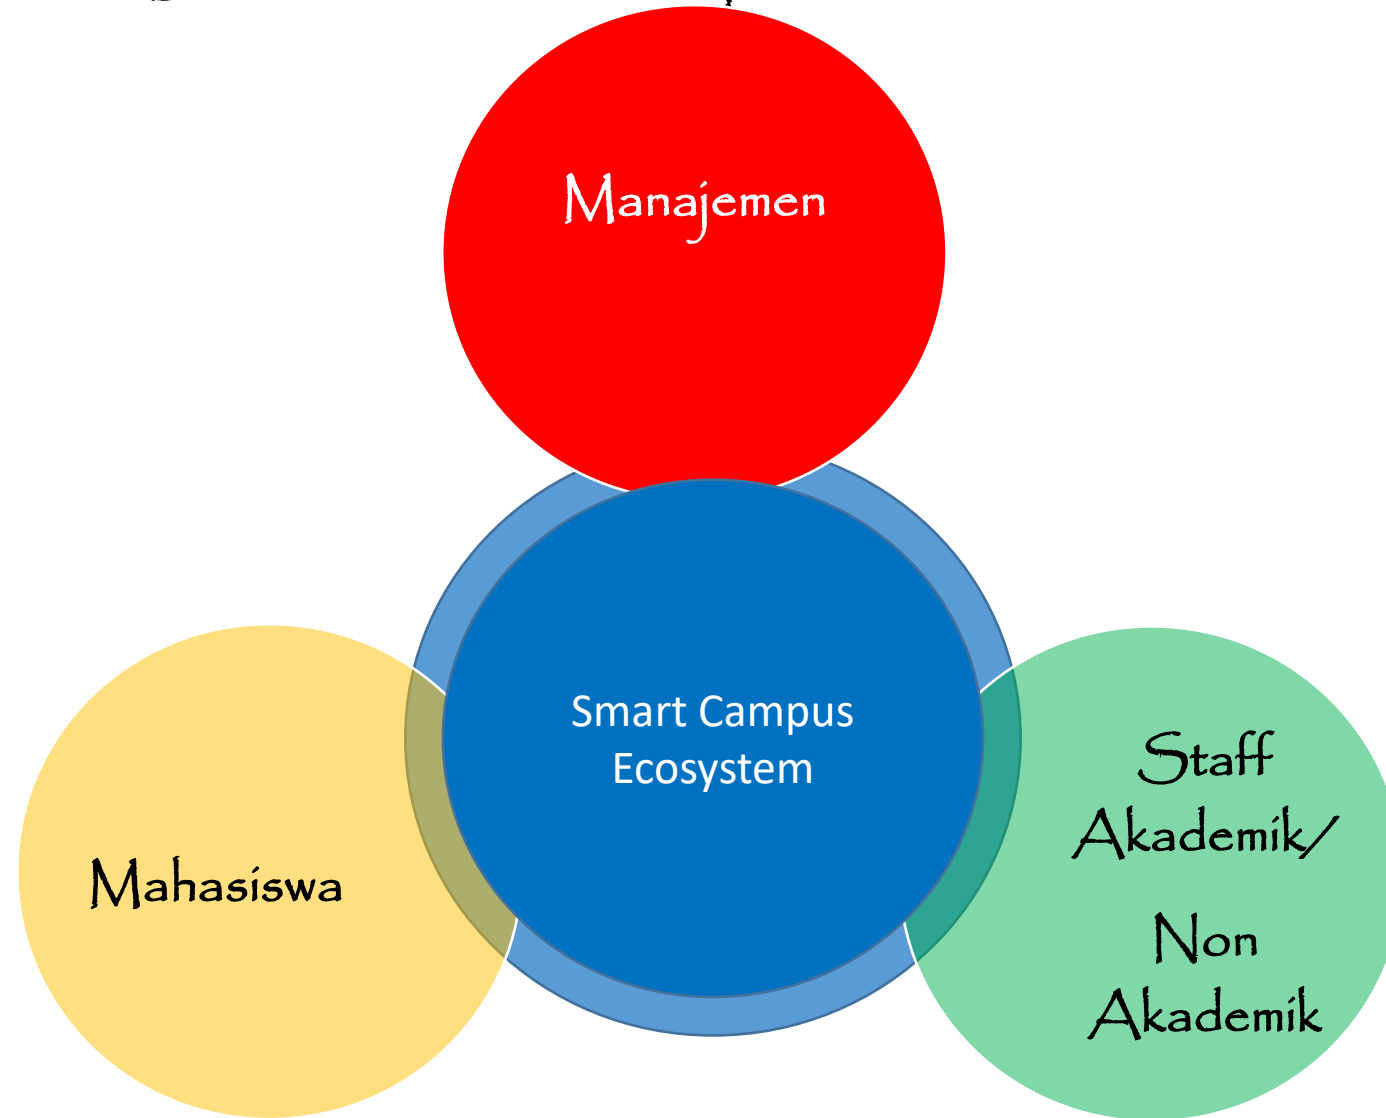 Manajemen
Smart Campus
Ecosystem
Mahasiswa
Staff
Akademik/
Non
Akademik